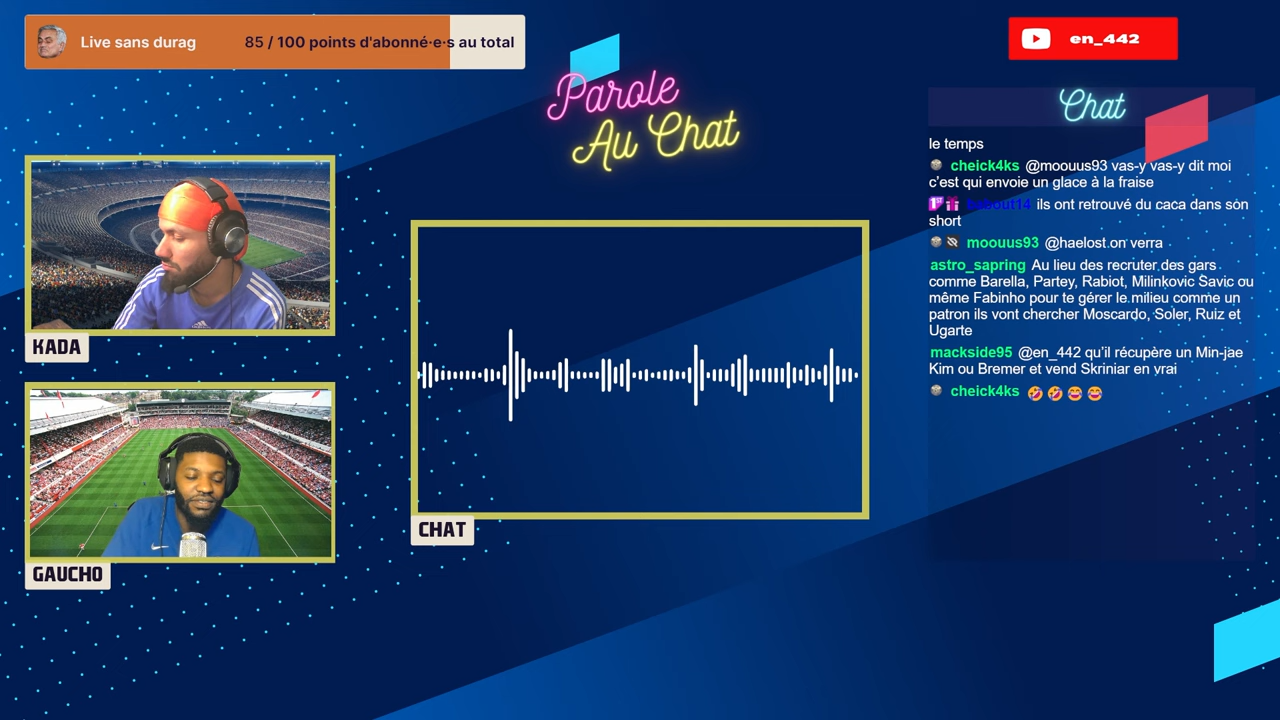 Live sans durag 85 / 100 points d'abonné·e·s au total
Parole
Au Chat
en_442
Chat
le temps
cheick4ks @moouus93 vas-y vas-y dit moi
c'est qui envoie un glace à la fraise
ils ont retrouvé du caca dans son
short
moouus93 @haelost on verra
astro_sapring Au lieu des recruter des gars
comme Barella, Partey, Rabiot, Milinkovic Savic ou
même Fabinho pour te gérer le milieu comme un
patron ils vont chercher Moscardo, Soler, Ruiz et
Ugarte
mackside95 @en_442 qu'il récupère un Min-jae
Kim ou Bremer et vend Skriniar en vrai
cheick4ks
KADA
GAUCHO
CHAT